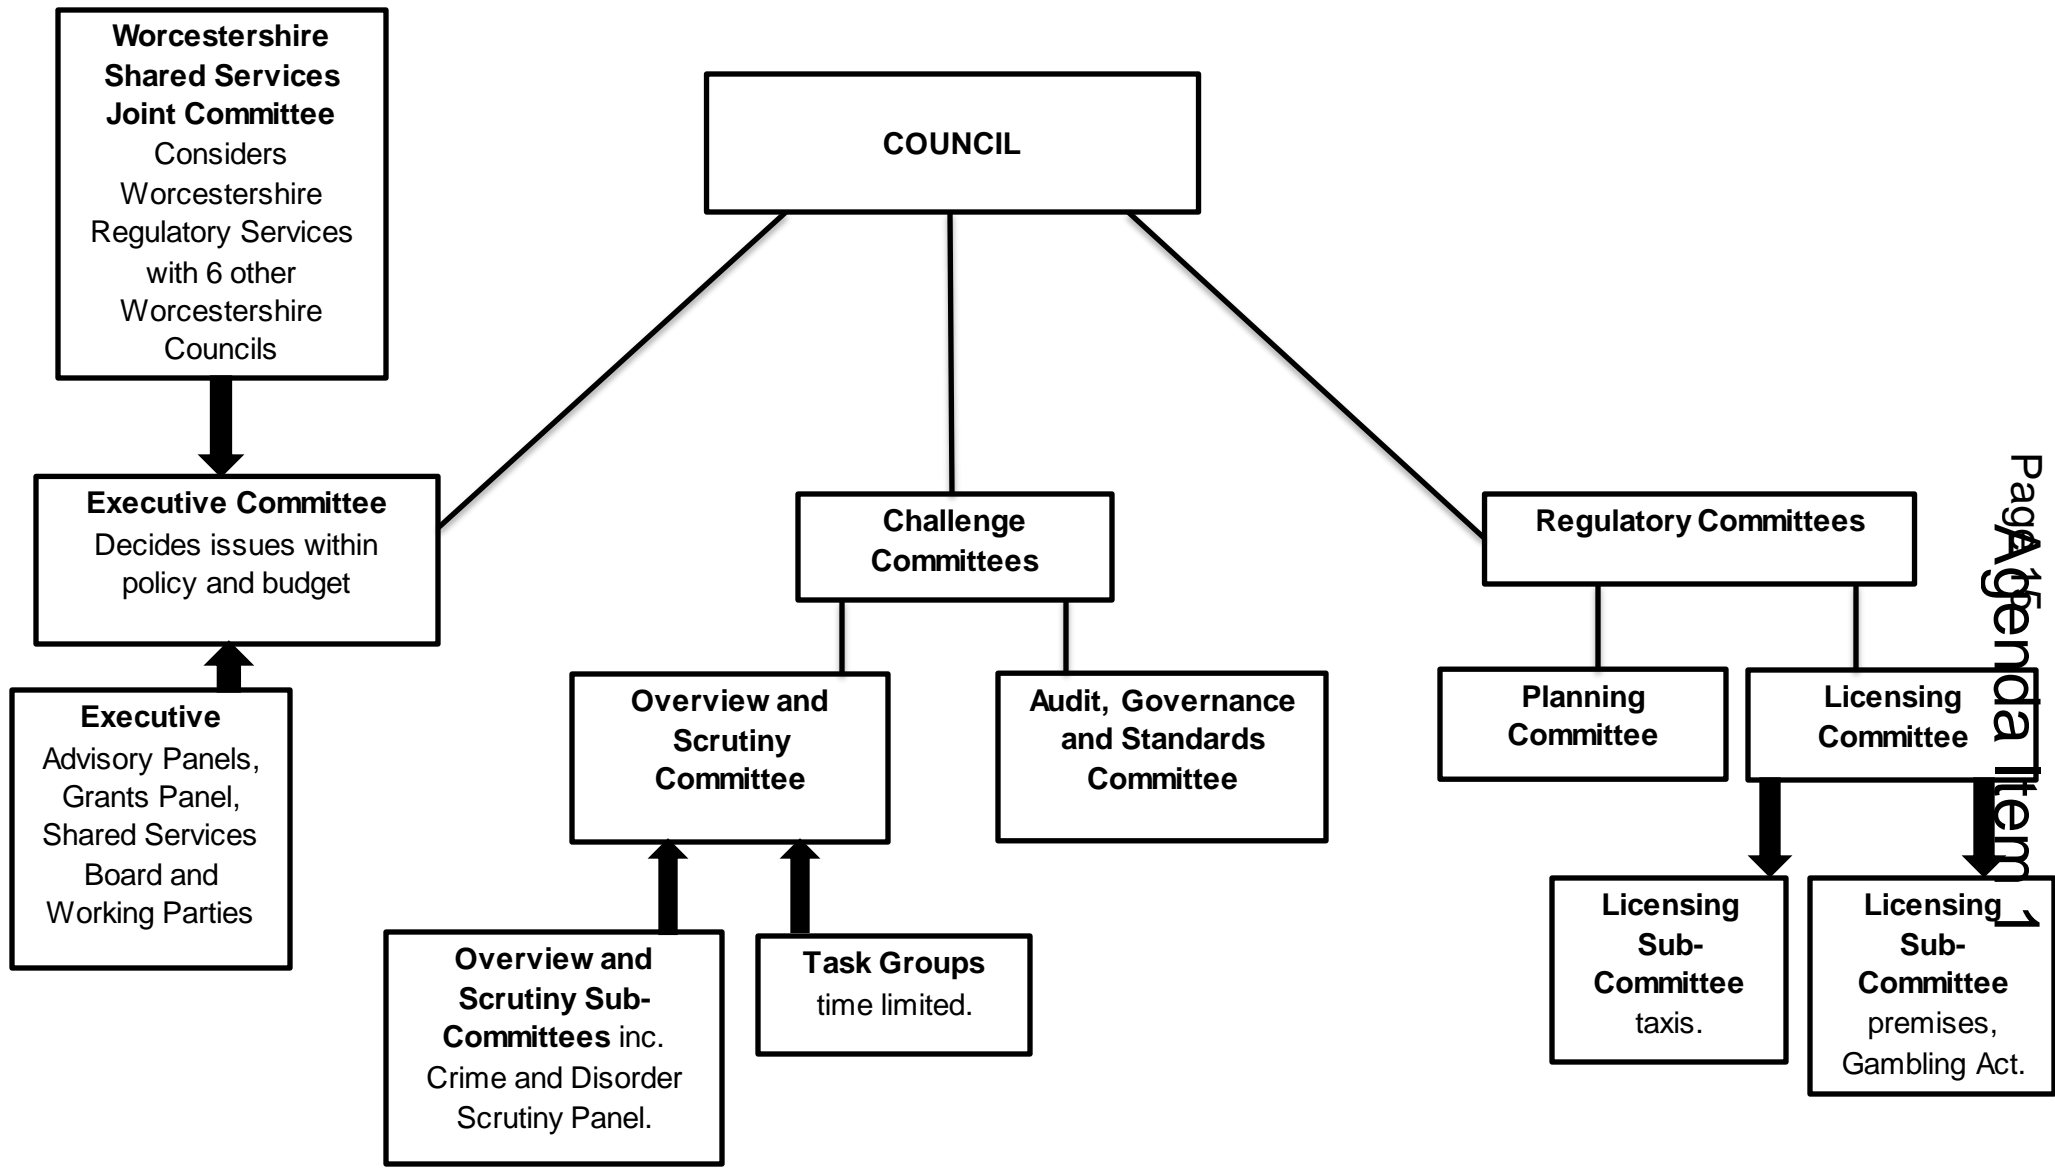 Worcestershire
Shared Services
Joint Committee
Considers
Worcestershire
Regulatory Services
with 6 other
Worcestershire
Councils
COUNCIL
Executive Committee
Decides issues within
policy and budget
Challenge
Committees
Regulatory Committees
Executive
Advisory Panels,
Grants Panel,
Shared Services
Board and
Working Parties
Overview and
Scrutiny
Committee
Audit, Governance
and Standards
Committee
Planning
Committee
Licensing
Committee
Overview and
Scrutiny Sub-
Committees inc.
Crime and Disorder
Scrutiny Panel.
Task Groups
time limited.
Licensing
Sub-
Committee
taxis.
Licensing
Sub-
Committee
premises,
Gambling Act.
Page 15
Agenda Item 1